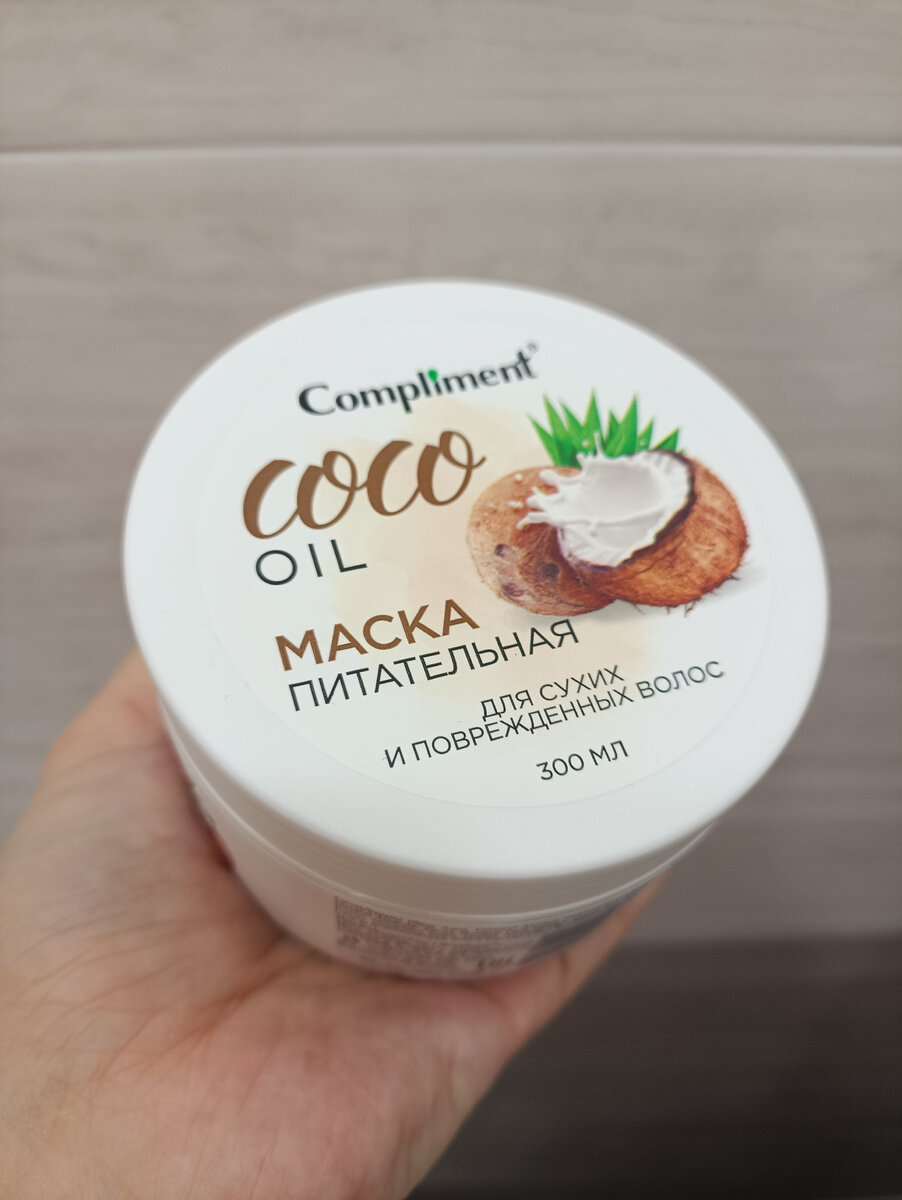 Compliment®
COCO
OIL
МАСКА
ПИТАТЕЛЬНАЯ
ДЛЯ СУХИХ
И ПОВРЕЖДЕННЫХ ВОЛОС
300 МЛ